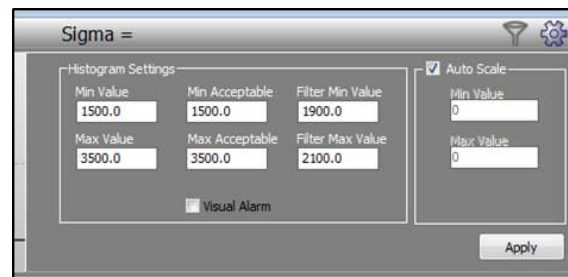 Sigma =
Histogram Settings
Min Value Min Acceptable Filter Min Value
1500.0 1500.0 1900.0
Max Value Max Acceptable Filter Max Value
3500.0 3500.0 2100.0
Visual Alarm
Auto Scale
Min Value
0
Max Value
0
Apply